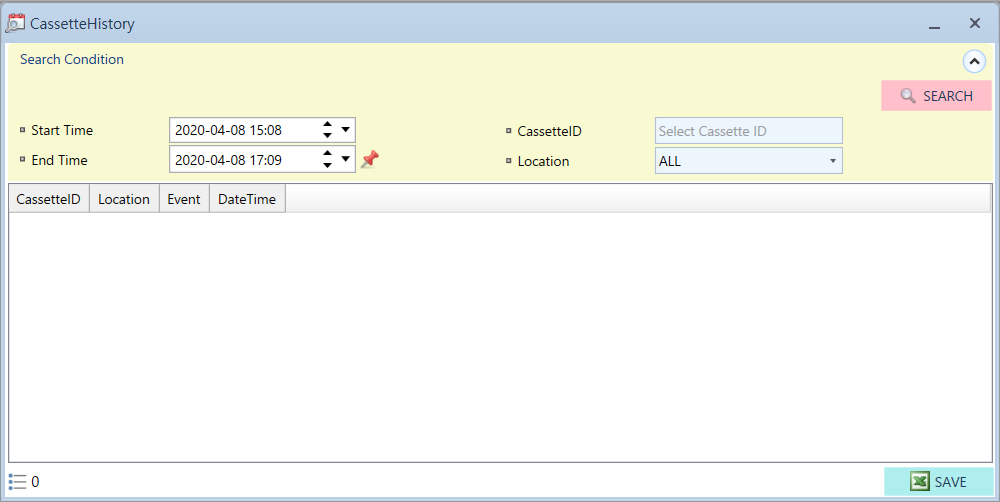 CassetteHistory
Search Condition
SEARCH
Start Time 2020-04-08 15:08 CassetteID Select Cassette ID
End Time 2020-04-08 17:09 Location ALL
CassetteID Location Event DateTime
0 SAVE